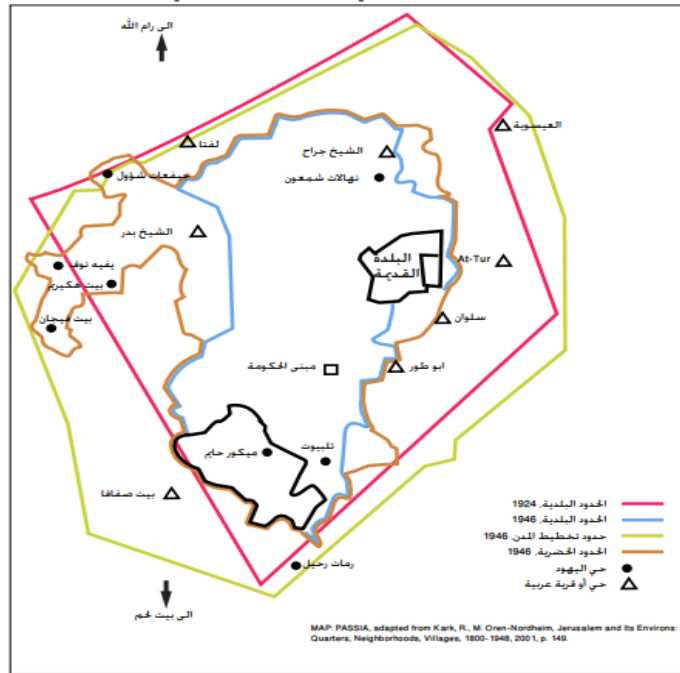 الى رام الله
العيسوية
لفتا
الشيخ جراح
جيفعات شؤول
نهالات شمعون
الشيخ بدر
البلدة
القديمة
At-Tur
يفيه نوف
بيت هكيريم
بيت فيجان
سلوان
ابو طور
مبنى الحكومة
تلبيوت
ميكور حايم
بيت صفافا
رمات رحيل
الى بيت لحم
الحدود البلدية, 1924
الحدود البلدية, 1946
حدود تخطيط المدن, 1946
الحدود الحضرية, 1946
حي اليهود
حي أو قرية عربية
MAP: PASSIA, adapted from Kark, R., M. Oren-Nordheim, Jerusalem and Its Environs:
Quarters, Neighborhoods, Villages, 1800-1948, 2001, p. 149.